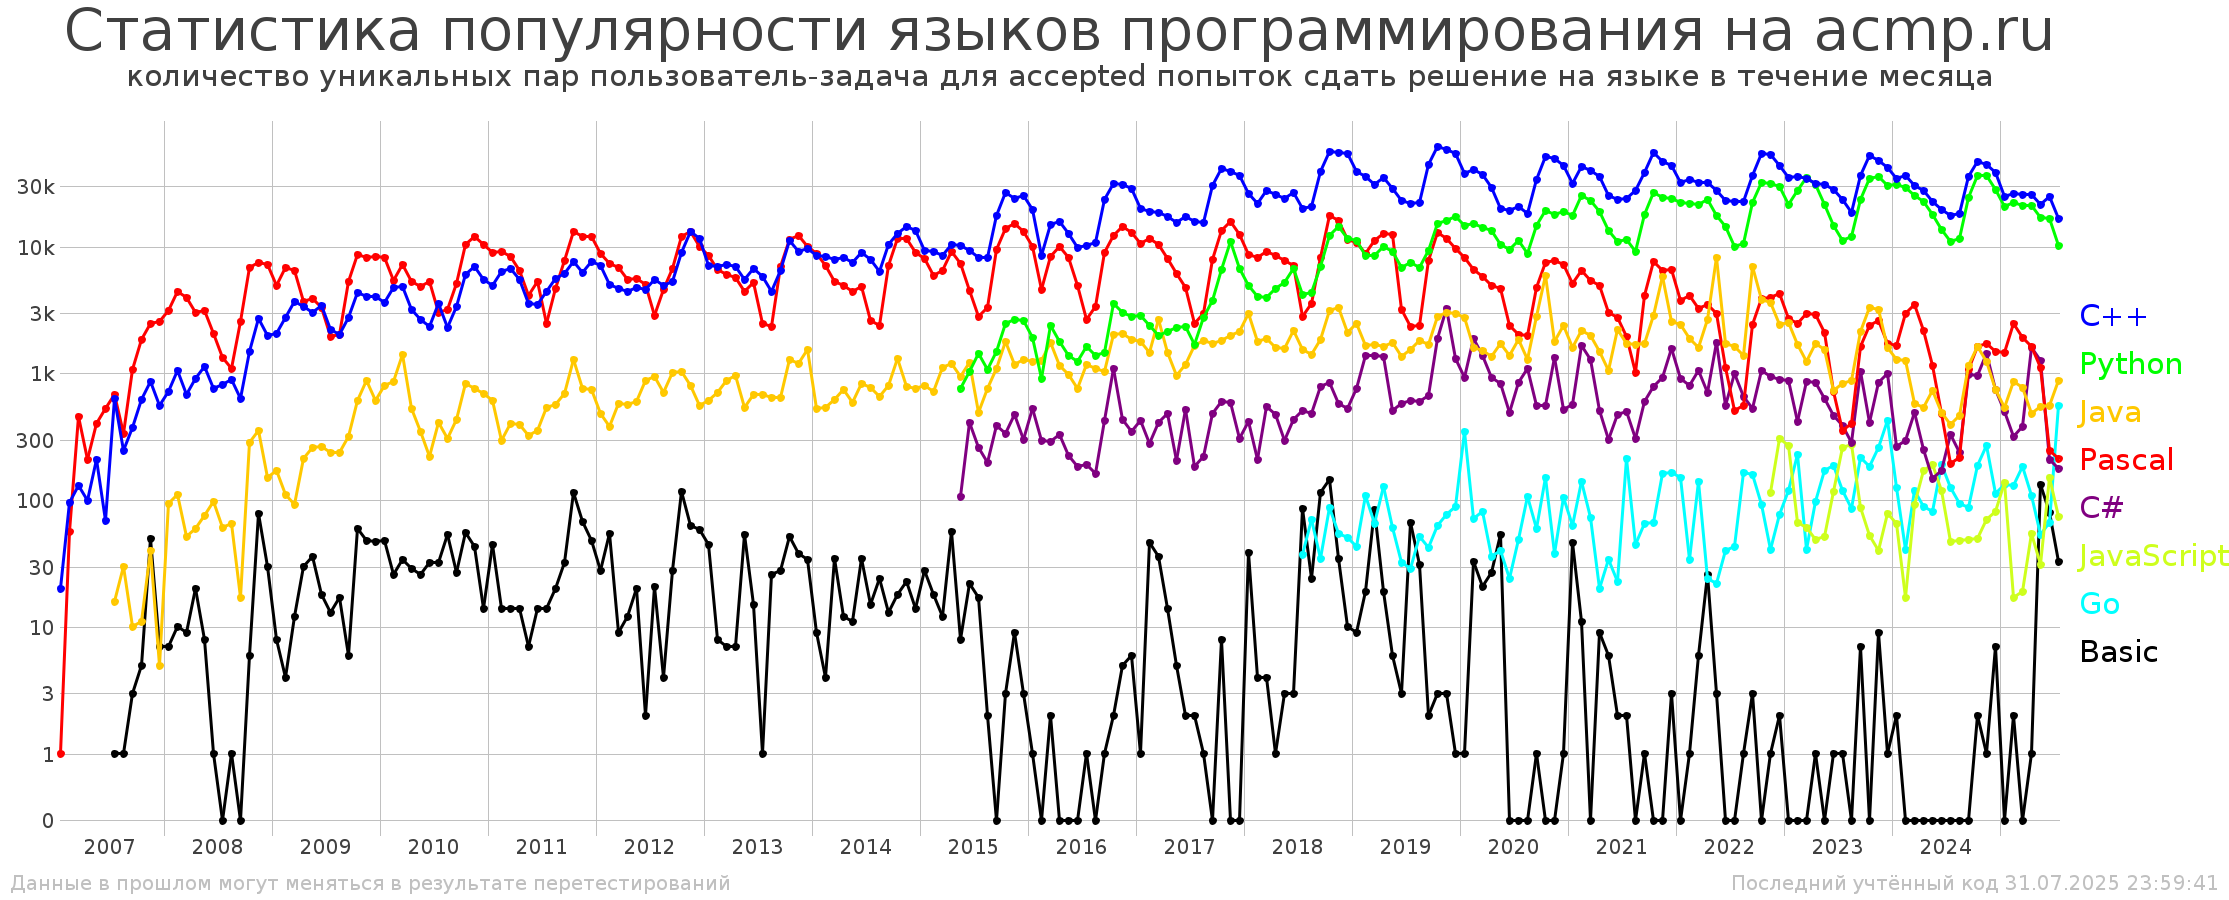 Статистика популярности языков программирования на acmp.ru
количество уникальных пар пользователь-задача для accepted попыток сдать решение на языке в течение месяца
30k
10k
3k
1k
300
100
30
10
3
1
0
C++
Python
Java
Pascal
C#
JavaScript
Go
Basic
2007 2008 2009 2010 2011 2012 2013 2014 2015 2016 2017 2018 2019 2020 2021 2022 2023 2024
Данные в прошлом могут меняться в результате перетестирований
Последний учтённый код 31.07.2025 23:59:41